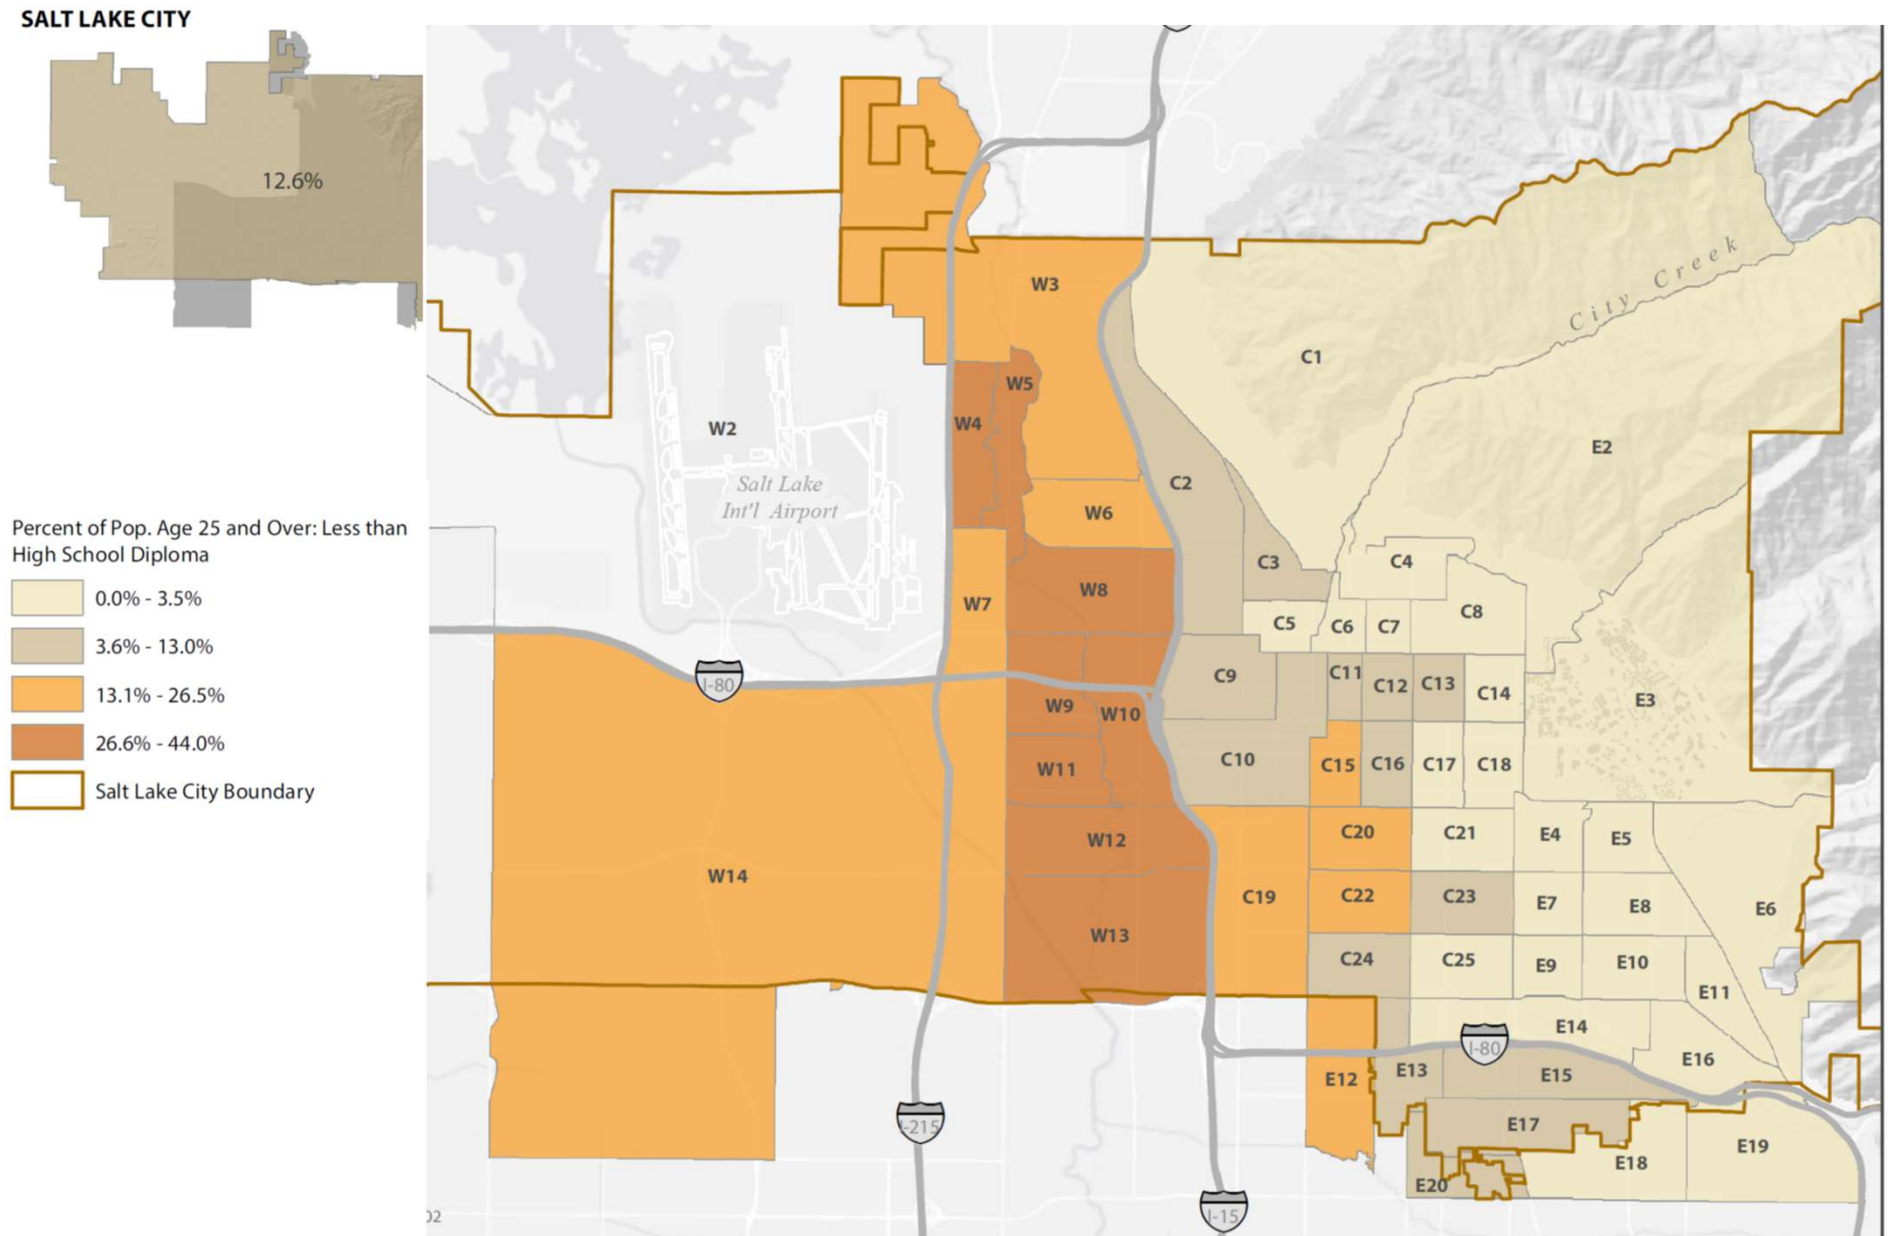 SALT LAKE CITY
12.6%
Percent of Pop. Age 25 and Over: Less than
High School Diploma
0.0% - 3.5%
3.6% - 13.0%
13.1% - 26.5%
26.6% - 44.0%
Salt Lake City Boundary
City Creek
W3
C1
W5
W4
W2
E2
Salt Lake
Int'l Airport
C2
W6
C3
C4
W8
W7
C5
C6
C7
C8
I-80
C9
C11
C12
C13
C14
E3
W9
W10
C10
W11
C15
C16
C17
C18
W12
C20
C21
E4
E5
W14
C19
C22
C23
E7
E8
E6
W13
C24
C25
E9
E10
E11
E14
I-80
E12
E13
E15
E16
I-215
E17
E18
E19
E20
I-15
02